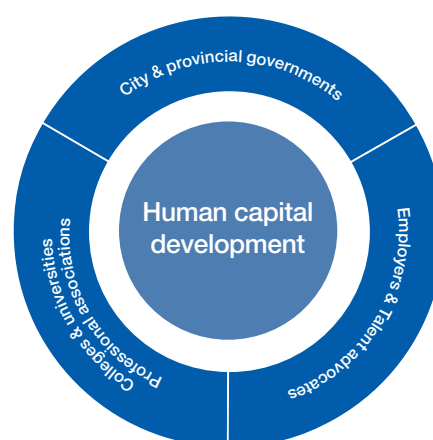 City & provincial governments
Human capital
development
Employers & Talent advocates
Colleges & universities
Professional associations